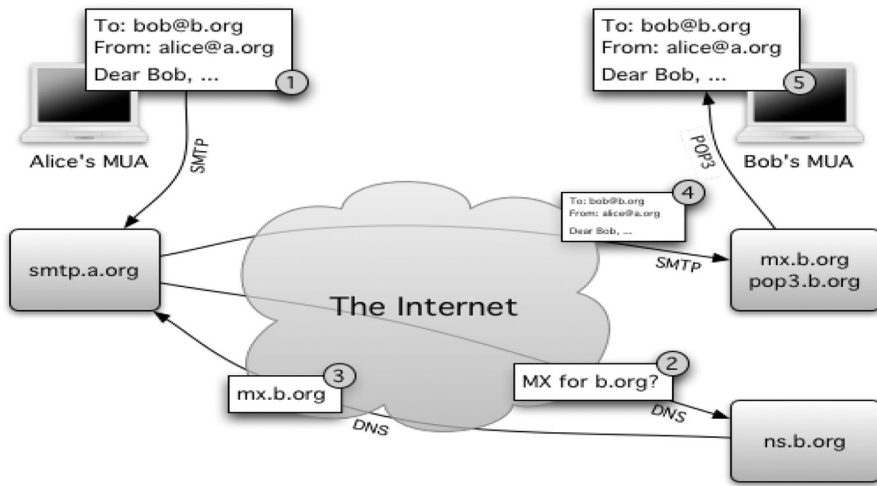 To: bob@b.org
From: alice@a.org
Dear Bob, ...
1
Alice's MUA
SMTP
To: bob@b.org
From: alice@a.org
Dear Bob, ...
5
Bob's MUA
POP3
To: bob@b.org
From: alice@a.org
Dear Bob, ...
4
SMTP
smtp.a.org
mx.b.org
pop3.b.org
The Internet
mx.b.org
3
DNS
MX for b.org?
2
DNS
ns.b.org